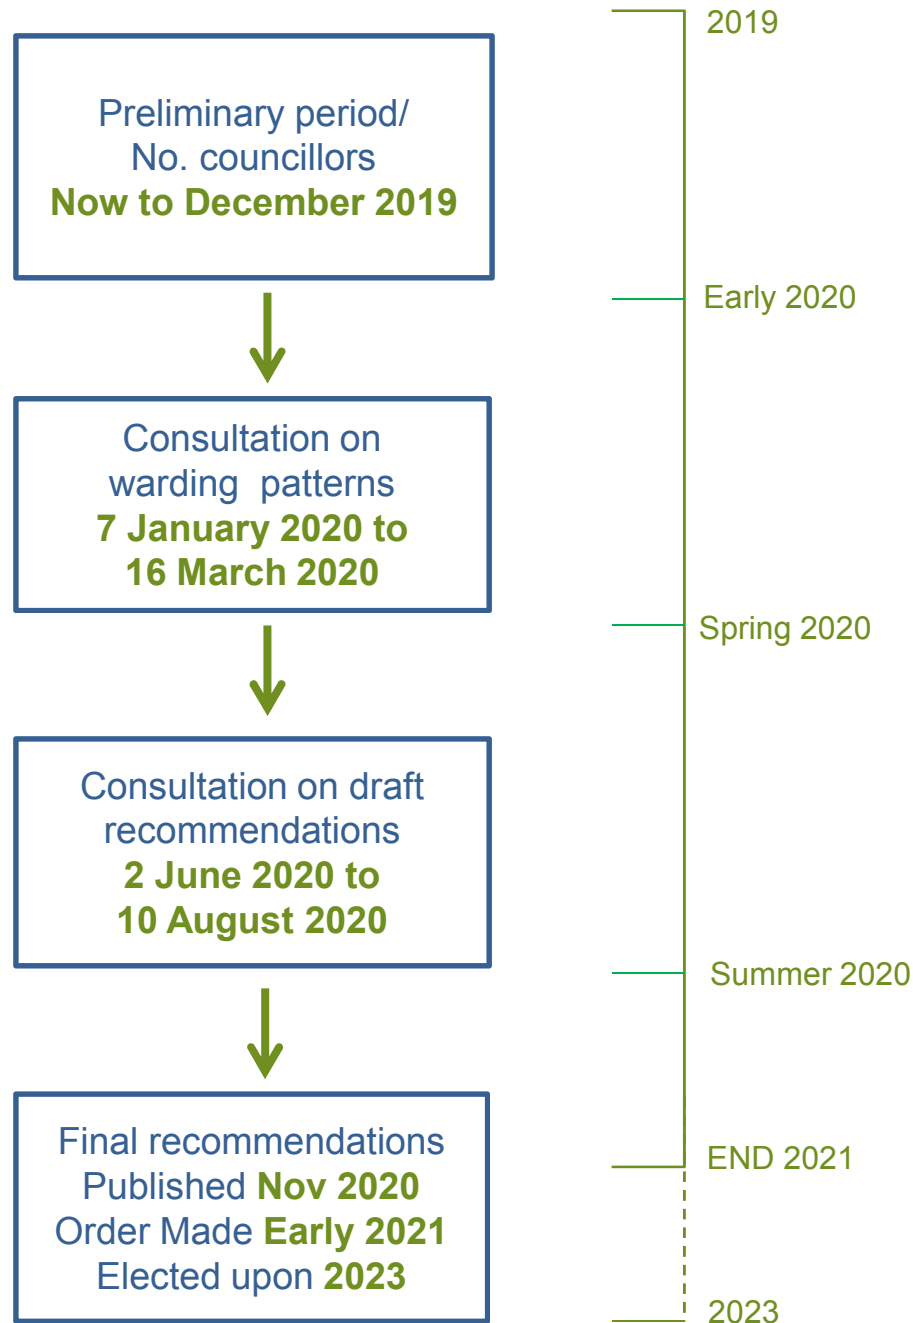 Preliminary period/
No. councillors
Now to December 2019
Consultation on
warding patterns
7 January 2020 to
16 March 2020
Consultation on draft
recommendations
2 June 2020 to
10 August 2020
Final recommendations
Published Nov 2020
Order Made Early 2021
Elected upon 2023
2019
Early 2020
Spring 2020
Summer 2020
END 2021
2023